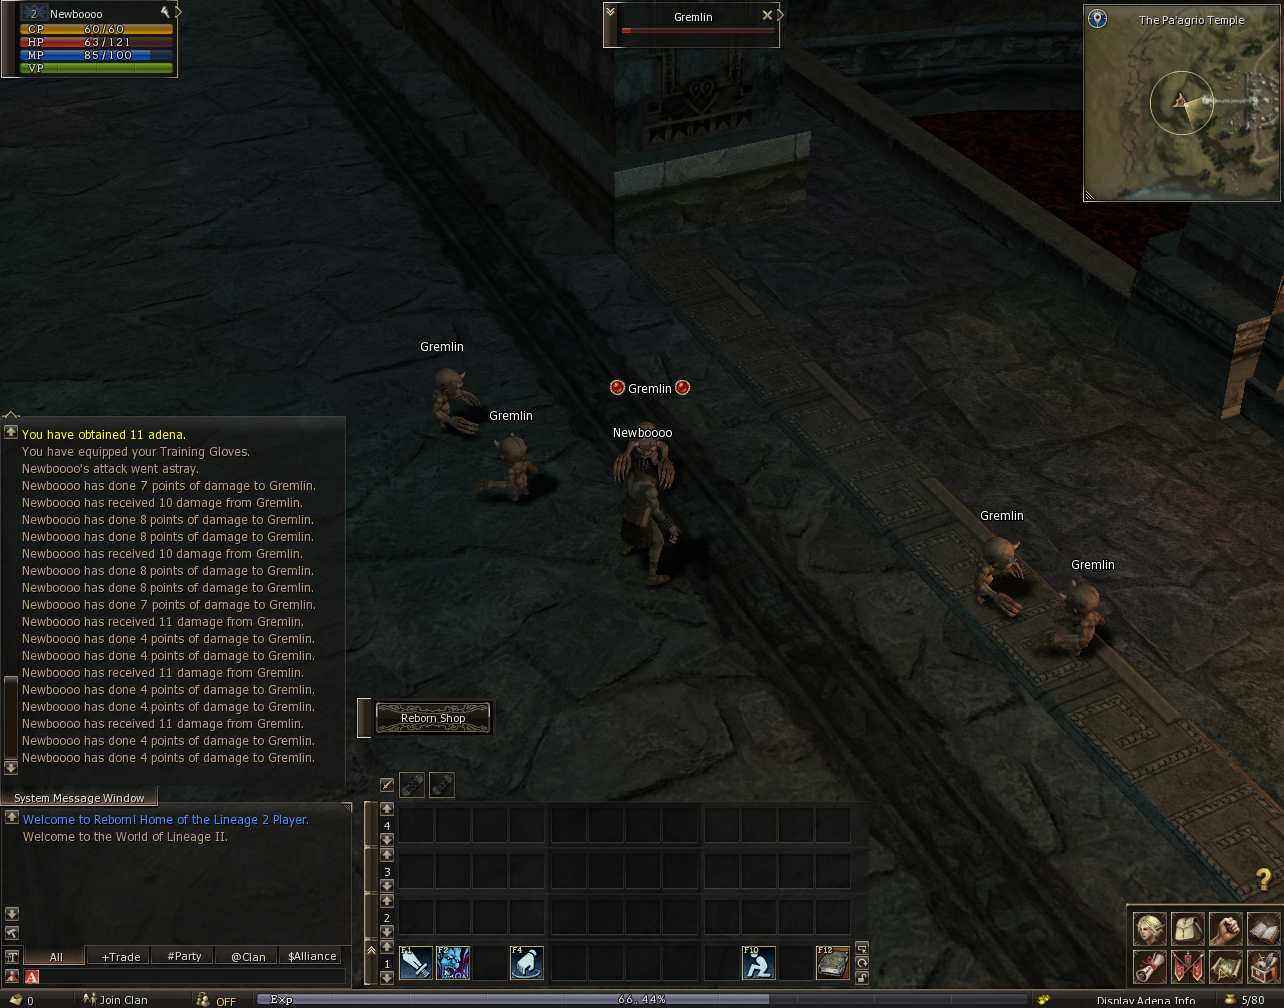 2 Newboooo
CP 60/60
HP 63/121
MP 85/100
VP
Gremlin
The Pa'agrio Temple
Gremlin
Gremlin
Gremlin
Newboooo
Gremlin
Gremlin
You have obtained 11 adena.
You have equipped your Training Gloves.
Newboooo's attack went astray.
Newboooo has done 7 points of damage to Gremlin.
Newboooo has received 10 damage from Gremlin.
Newboooo has done 8 points of damage to Gremlin.
Newboooo has done 8 points of damage to Gremlin.
Newboooo has received 10 damage from Gremlin.
Newboooo has done 8 points of damage to Gremlin.
Newboooo has done 8 points of damage to Gremlin.
Newboooo has done 7 points of damage to Gremlin.
Newboooo has received 11 damage from Gremlin.
Newboooo has done 4 points of damage to Gremlin.
Newboooo has done 4 points of damage to Gremlin.
Newboooo has received 11 damage from Gremlin.
Newboooo has done 4 points of damage to Gremlin.
Newboooo has done 4 points of damage to Gremlin.
Newboooo has received 11 damage from Gremlin.
Newboooo has done 4 points of damage to Gremlin.
Newboooo has done 4 points of damage to Gremlin.
System Message Window
Reborn Shop
Welcome to Reborn! Home of the Lineage 2 Player.
Welcome to the World of Lineage II.
4
3
2
1
F1 F2 F4 F10 F12
?
T All +Trade #Party @Clan $Alliance
A
0 Join Clan OFF Exp 66.44% Display Adena Info 5/80